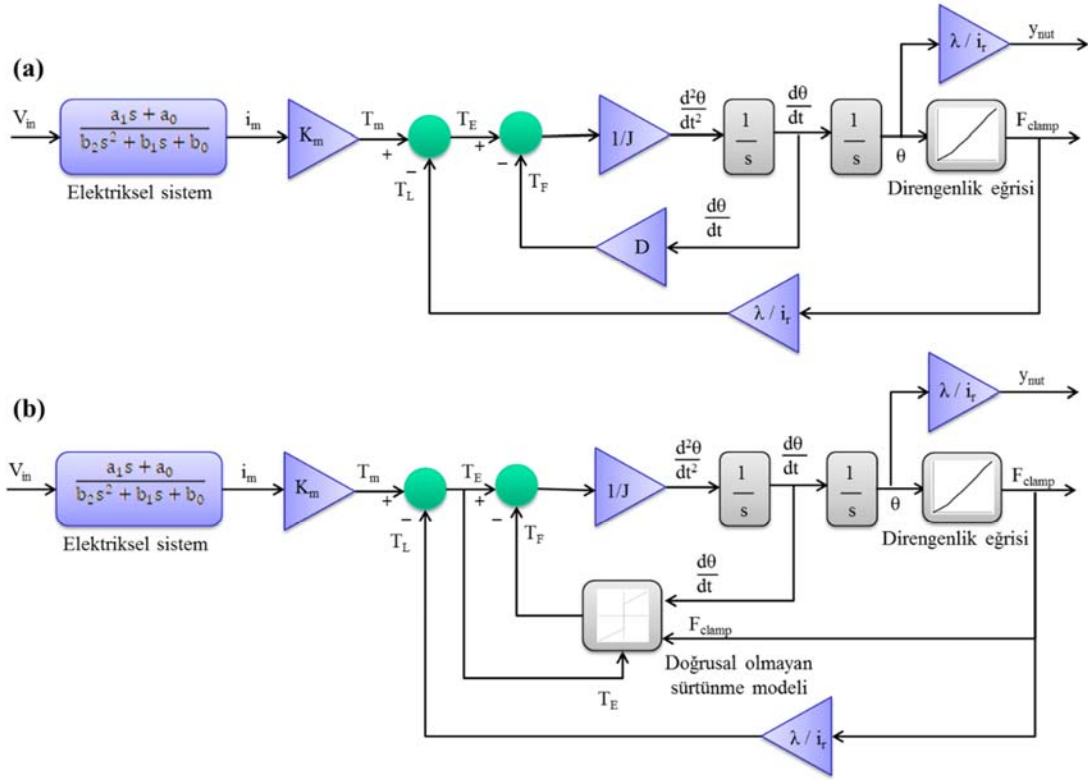 (a)
V_in
a₁s + a₀
b₂s² + b₁s + b₀
Elektriksel sistem
i_m
K_m
T_m
+
−
T_L
T_E
+
−
T_F
1/J
d²θ
dt²
1
s
dθ
dt
1
s
θ
λ / i_r
y_nut
Direngenlik eğrisi
F_clamp
dθ
dt
D
λ / i_r
(b)
V_in
a₁s + a₀
b₂s² + b₁s + b₀
Elektriksel sistem
i_m
K_m
T_m
+
−
T_L
T_E
+
−
T_F
1/J
d²θ
dt²
1
s
dθ
dt
1
s
θ
λ / i_r
y_nut
Direngenlik eğrisi
F_clamp
dθ
dt
F_clamp
Doğrusal olmayan
sürtünme modeli
T_E
λ / i_r